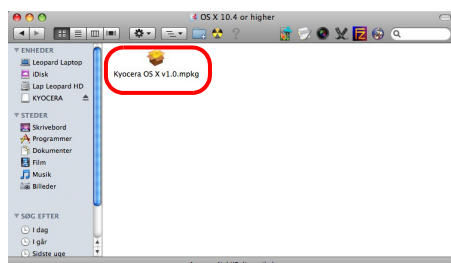 OS X 10.4 or higher
ENHEDER
Leopard Laptop
iDisk
Lap Leopard HD
KYOCERA
STEDER
Skrivebord
Programmer
Dokumenter
Film
Musik
Billeder
SØG EFTER
I dag
I går
Sidste uge
Kyocera OS X v1.0.mpkg